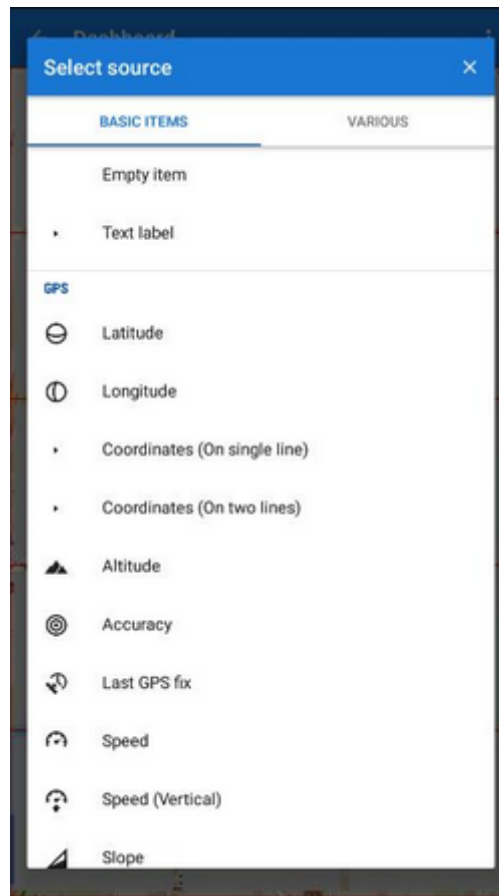 Dashboard
Select source
BASIC ITEMS
VARIOUS
Empty item
Text label
GPS
Latitude
Longitude
Coordinates (On single line)
Coordinates (On two lines)
Altitude
Accuracy
Last GPS fix
Speed
Speed (Vertical)
Slope